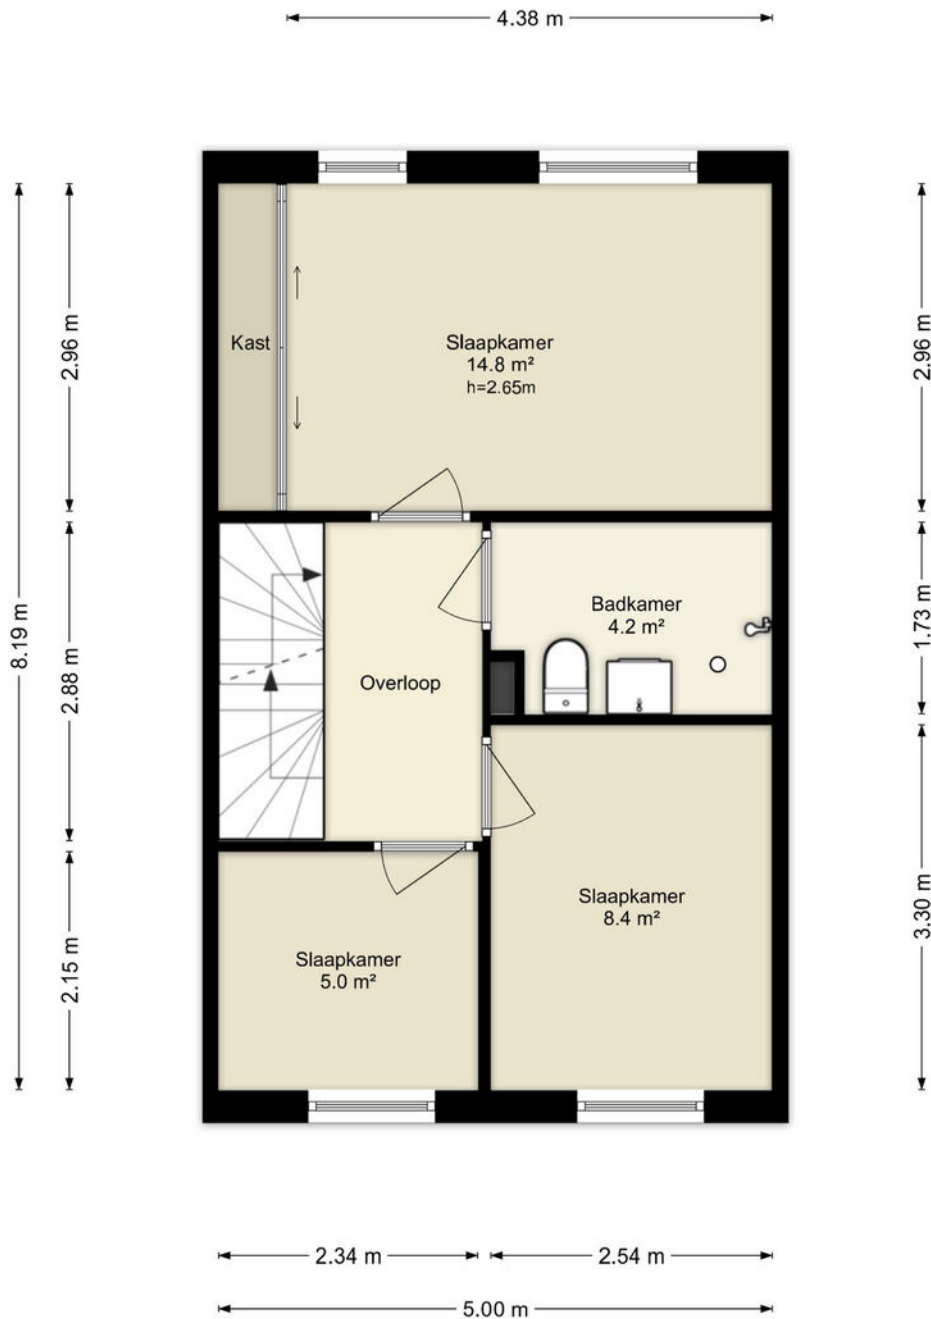 4.38 m
2.96 m
2.96 m
Kast
Slaapkamer
14.8 m²
h=2.65m
8.19 m
2.88 m
1.73 m
Badkamer
4.2 m²
Overloop
Slaapkamer
8.4 m²
3.30 m
2.15 m
Slaapkamer
5.0 m²
2.34 m
2.54 m
5.00 m